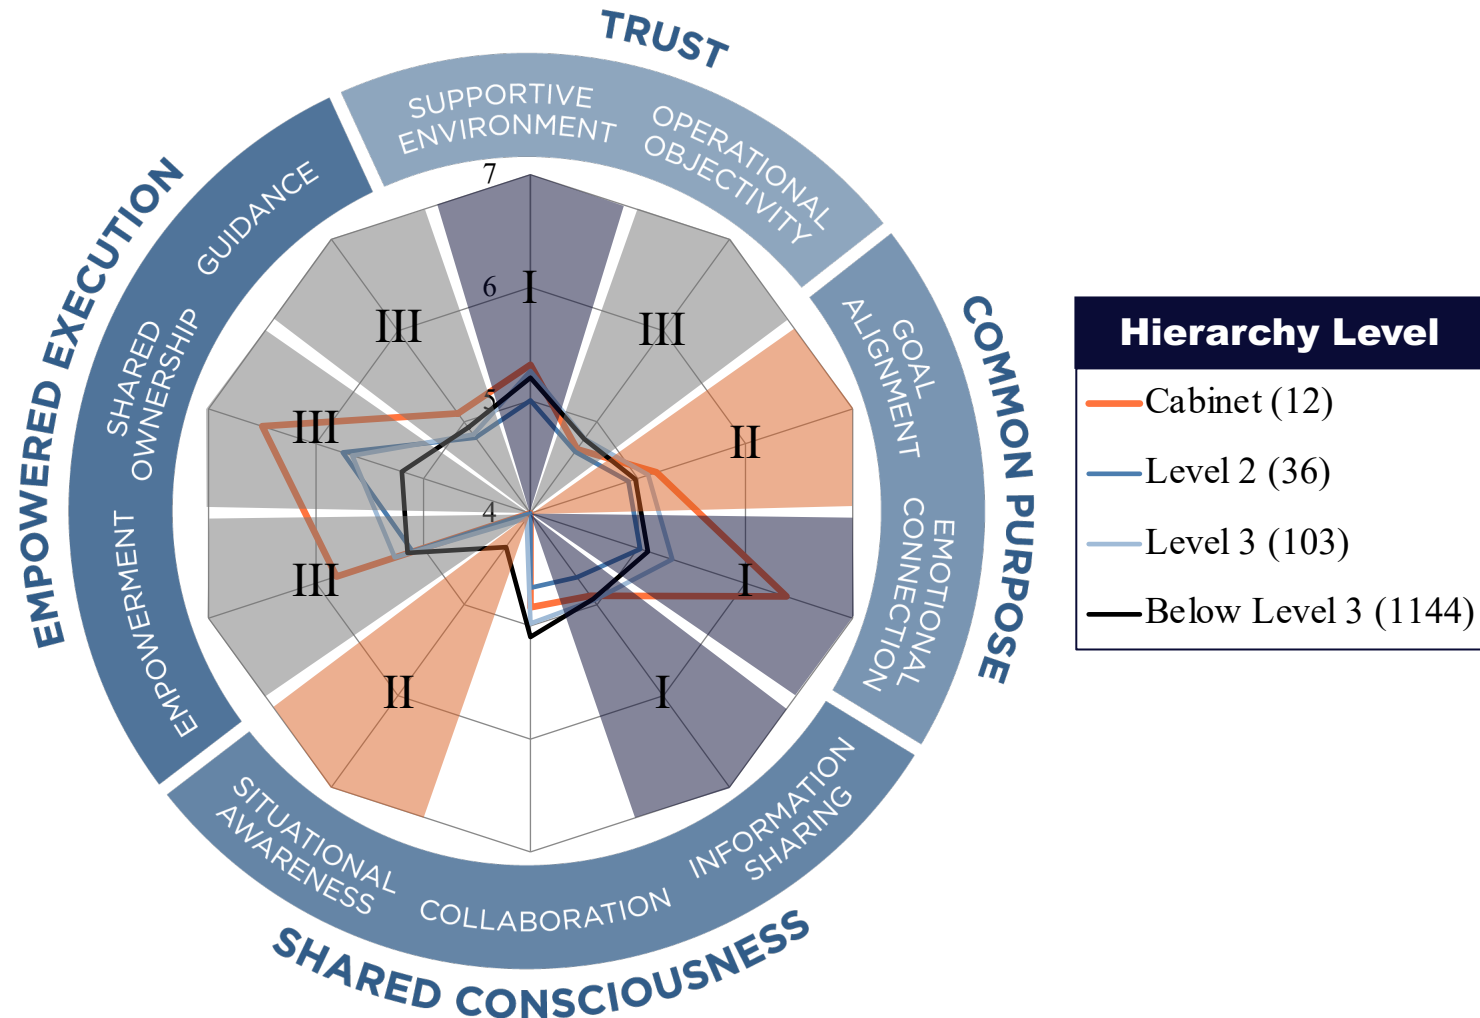 TRUST
SUPPORTIVE
ENVIRONMENT
OPERATIONAL
OBJECTIVITY
COMMON PURPOSE
GOAL
ALIGNMENT
EMOTIONAL
CONNECTION
INFORMATION
SHARING
COLLABORATION
SITUATIONAL
AWARENESS
SHARED CONSCIOUSNESS
EMPOWERMENT
SHARED
OWNERSHIP
GUIDANCE
EMPOWERED EXECUTION
7
6
5
4
I
III
II
I
I
II
III
III
III
Hierarchy Level
Cabinet (12)
Level 2 (36)
Level 3 (103)
Below Level 3 (1144)